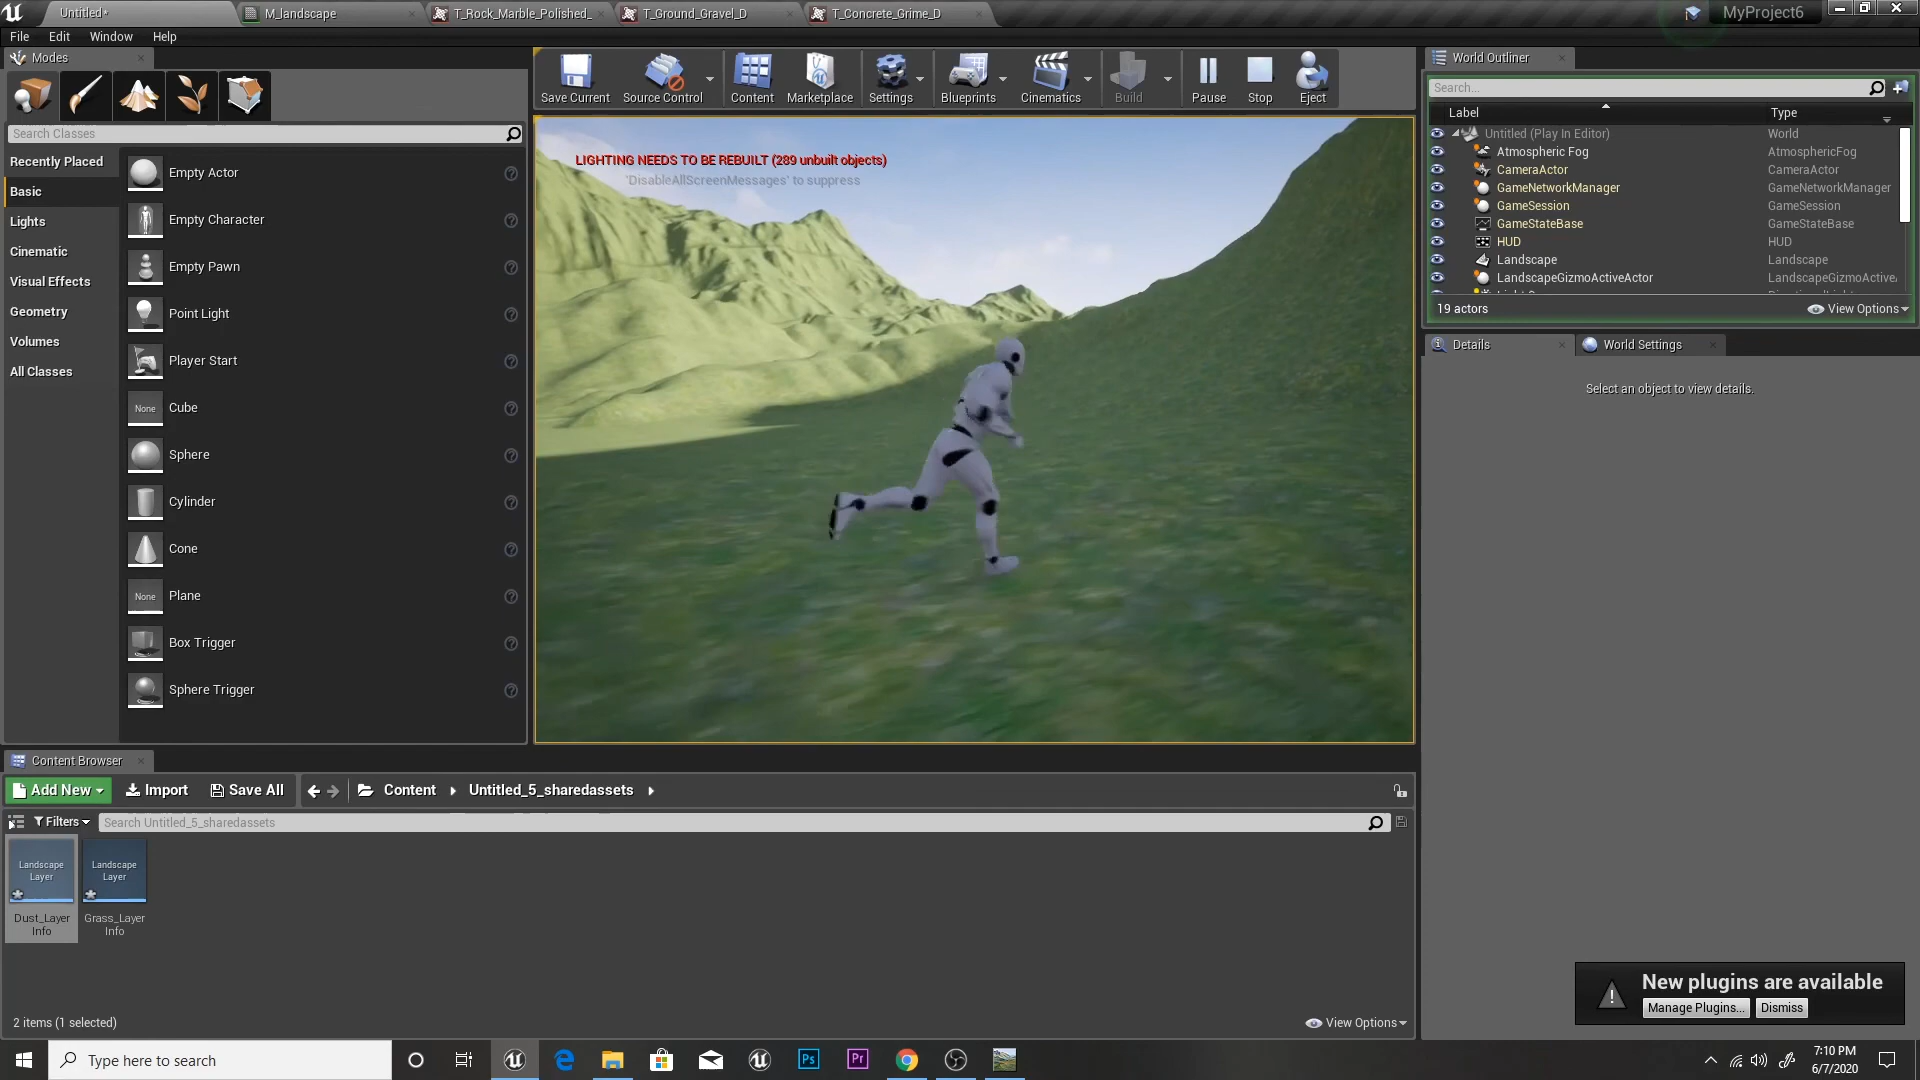 Untitled*
M_landscape
T_Rock_Marble_Polished_
T_Ground_Gravel_D
T_Concrete_Grime_D
MyProject6
File Edit Window Help
Modes
Search Classes
Recently Placed
Basic
Lights
Cinematic
Visual Effects
Geometry
Volumes
All Classes
Empty Actor
Empty Character
Empty Pawn
Point Light
Player Start
None Cube
Sphere
Cylinder
Cone
None Plane
Box Trigger
Sphere Trigger
Save Current
Source Control
Content
Marketplace
Settings
Blueprints
Cinematics
Build
Pause
Stop
Eject
LIGHTING NEEDS TO BE REBUILT (289 unbuilt objects)
'DisableAllScreenMessages' to suppress
World Outliner
Search...
Label Type
Untitled (Play In Editor) World
Atmospheric Fog AtmosphericFog
CameraActor CameraActor
GameNetworkManager GameNetworkManager
GameSession GameSession
GameStateBase GameStateBase
HUD HUD
Landscape Landscape
LandscapeGizmoActiveActor LandscapeGizmoActive
19 actors
View Options
Details
World Settings
Select an object to view details.
Content Browser
Add New
Import
Save All
Content
Untitled_5_sharedassets
Filters
Search Untitled_5_sharedassets
Landscape
Layer
Dust_Layer
Info
Landscape
Layer
Grass_Layer
Info
2 items (1 selected)
View Options
New plugins are available
Manage Plugins...
Dismiss
Type here to search
Ps
Pr
7:10 PM
6/7/2020